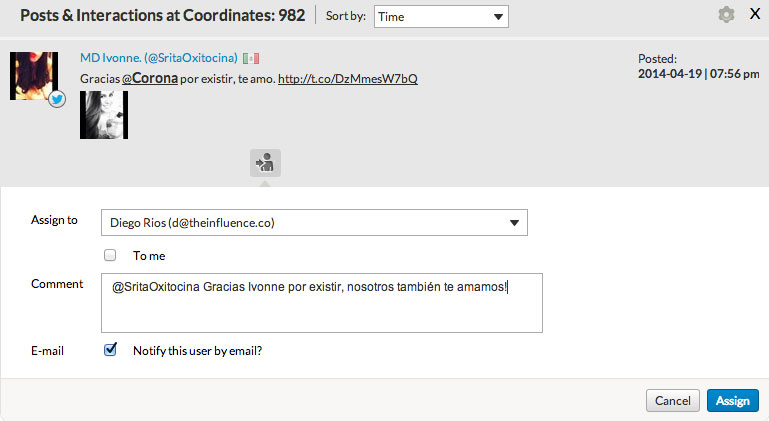 Posts & Interactions at Coordinates: 982 Sort by: Time X
MD Ivonne. (@SritaOxitocina) Posted:
Gracias @Corona por existir, te amo. http://t.co/DzMmesW7bQ 2014-04-19 | 07:56 pm
Assign to Diego Rios (d@theinfluence.co)
To me
Comment @SritaOxitocina Gracias Ivonne por existir, nosotros también te amamos!
E-mail Notify this user by email?
Cancel Assign